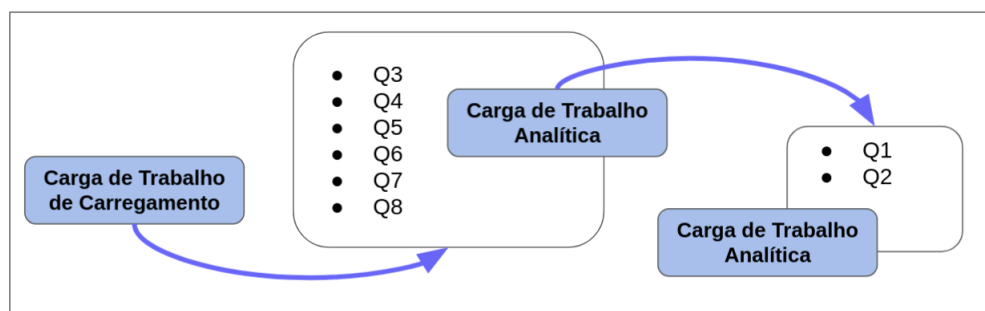 Carga de Trabalho
de Carregamento
● Q3
● Q4
● Q5
● Q6
● Q7
● Q8
Carga de Trabalho
Analítica
● Q1
● Q2
Carga de Trabalho
Analítica